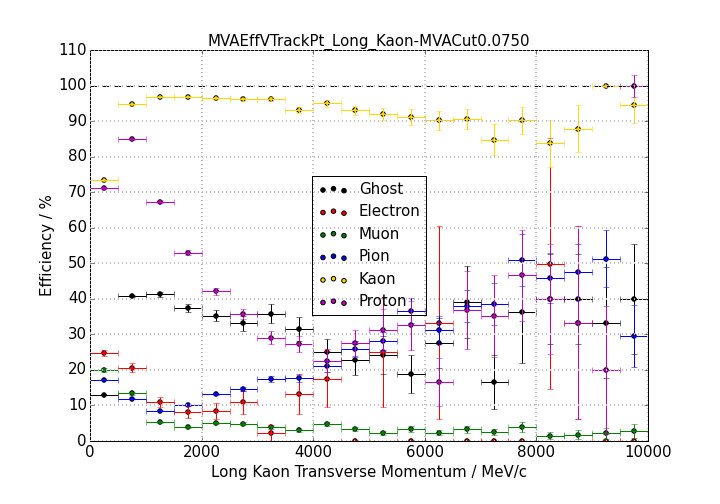 MVAEffVTrackPt_Long_Kaon-MVACut0.0750
110
100
90
80
70
60
50
40
30
20
10
0
Efficiency / %
Ghost
Electron
Muon
Pion
Kaon
Proton
0 2000 4000 6000 8000 10000
Long Kaon Transverse Momentum / MeV/c